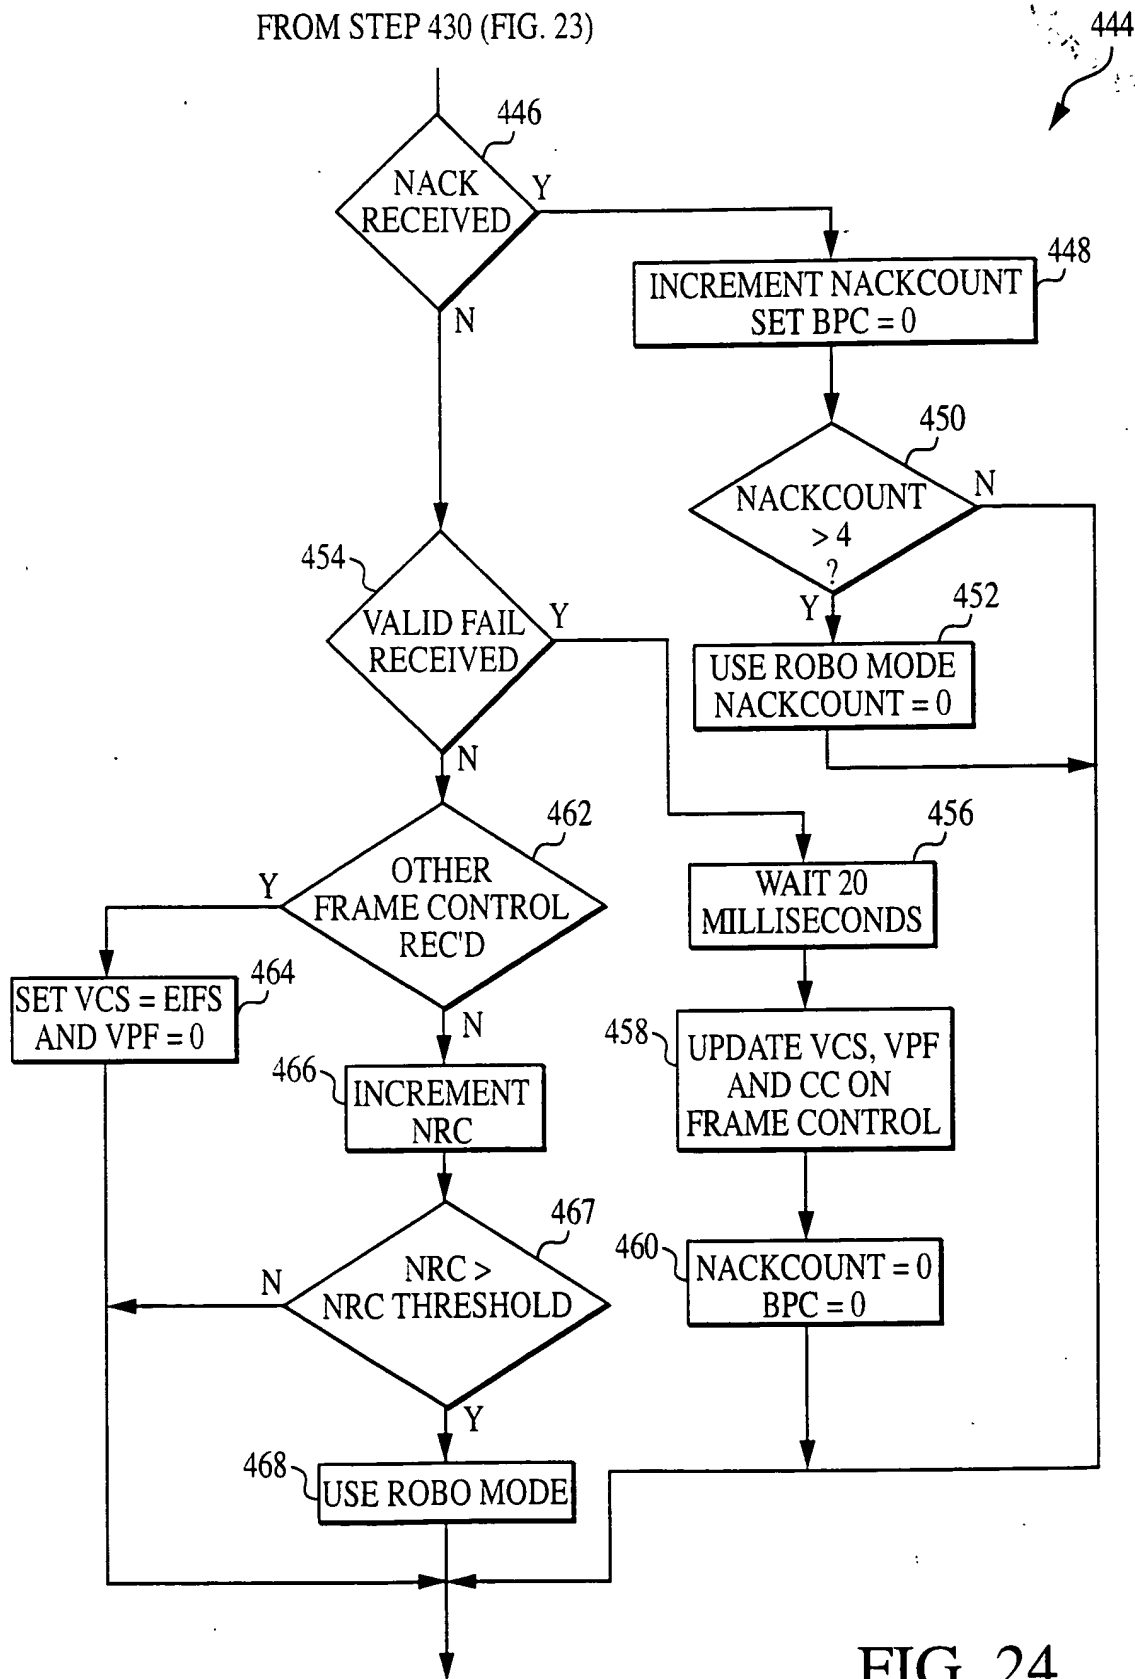 FROM STEP 430 (FIG. 23)
444
446
NACK
RECEIVED
Y
N
448
INCREMENT NACKCOUNT
SET BPC = 0
450
NACKCOUNT
> 4
?
N
Y
452
USE ROBO MODE
NACKCOUNT = 0
454
VALID FAIL
RECEIVED
Y
N
456
WAIT 20
MILLISECONDS
458
UPDATE VCS, VPF
AND CC ON
FRAME CONTROL
460
NACKCOUNT = 0
BPC = 0
462
OTHER
FRAME CONTROL
REC'D
Y
N
464
SET VCS = EIFS
AND VPF = 0
466
INCREMENT
NRC
467
NRC >
NRC THRESHOLD
N
Y
468
USE ROBO MODE
FIG. 24